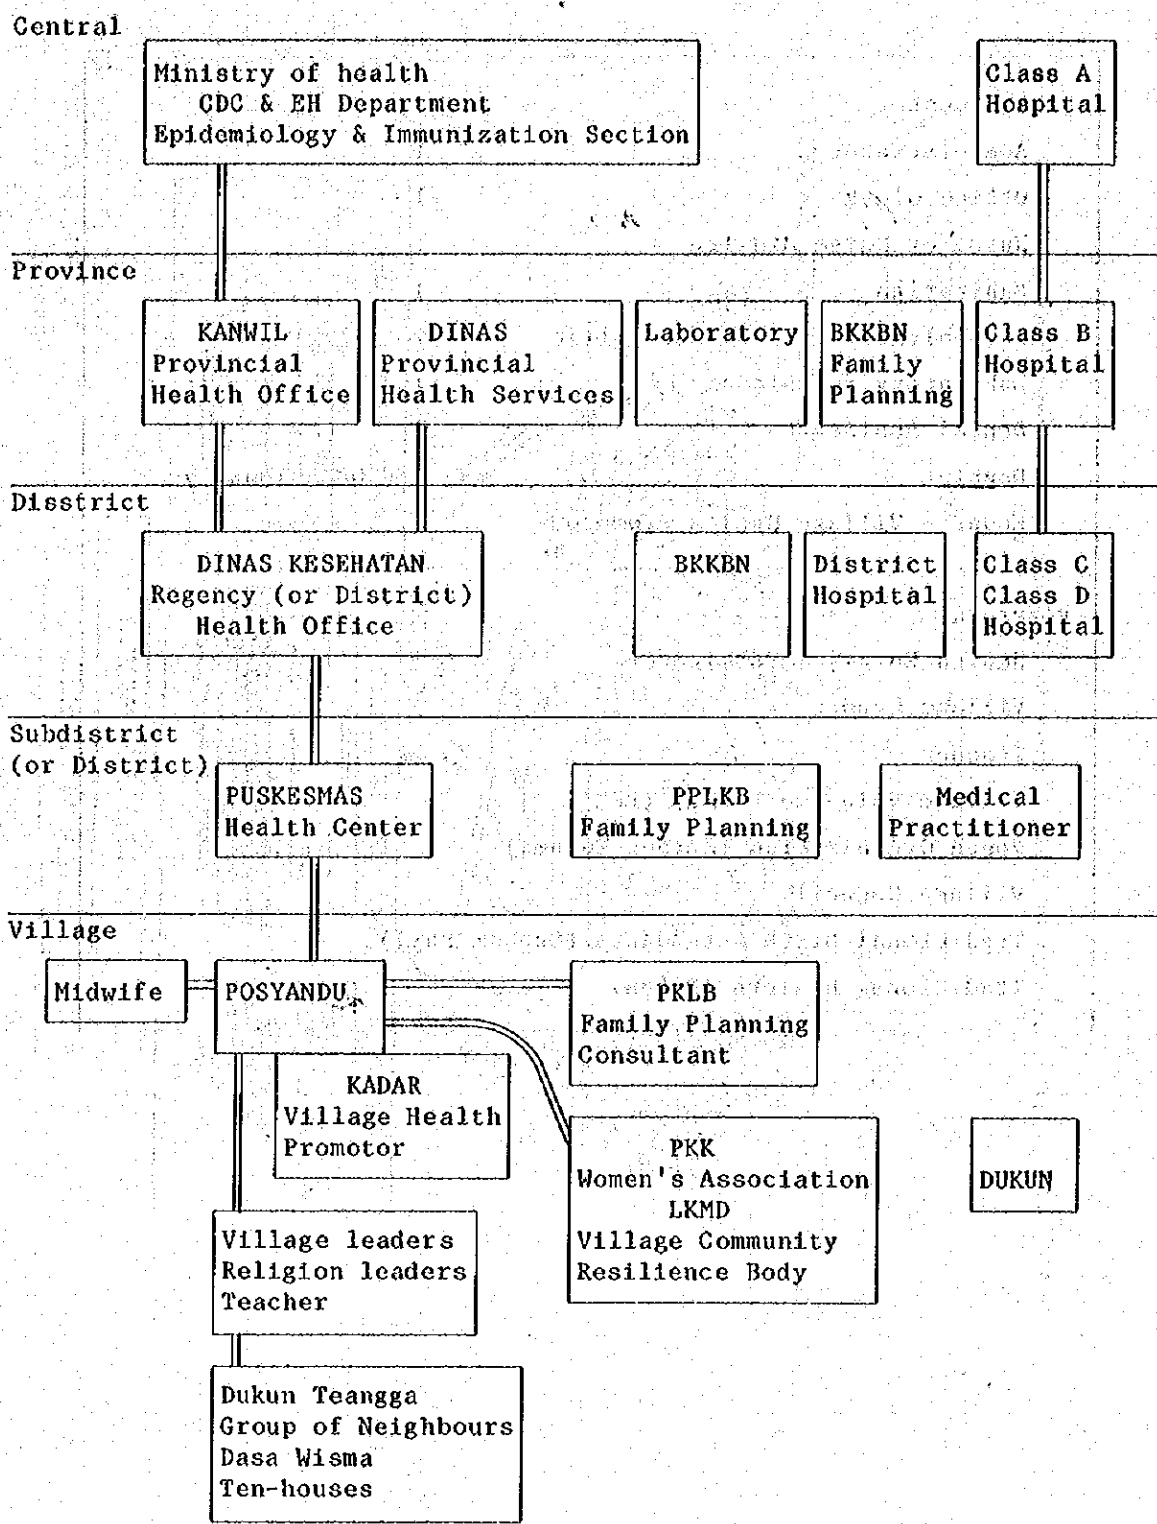 Central
Ministry of health
CDC & EH Department
Epidemiology & Immunization Section
Class A
Hospital
Province
KANWIL
Provincial
Health Office
DINAS
Provincial
Health Services
Laboratory
BKKBN
Family
Planning
Class B
Hospital
Disstrict
DINAS KESEHATAN
Regency (or District)
Health Office
BKKBN
District
Hospital
Class C
Class D
Hospital
Subdistrict
(or District)
PUSKESMAS
Health Center
PPLKB
Family Planning
Medical
Practitioner
Village
Midwife
POSYANDU
PKLB
Family Planning
Consultant
KADAR
Village Health
Promotor
PKK
Women's Association
LKMD
Village Community
Resilience Body
DUKUN
Village leaders
Religion leaders
Teacher
Dukun Teangga
Group of Neighbours
Dasa Wisma
Ten-houses